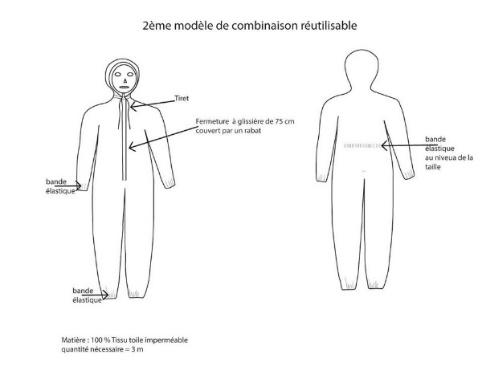 2ème modèle de combinaison réutilisable
Tiret
Fermeture à glissière de 75 cm
couvert par un rabat
bande
élastique
au niveua de la
taille
bande
élastique
bande
élastique
Matière : 100 % Tissu toile imperméable
quantité nécessaire = 3 m